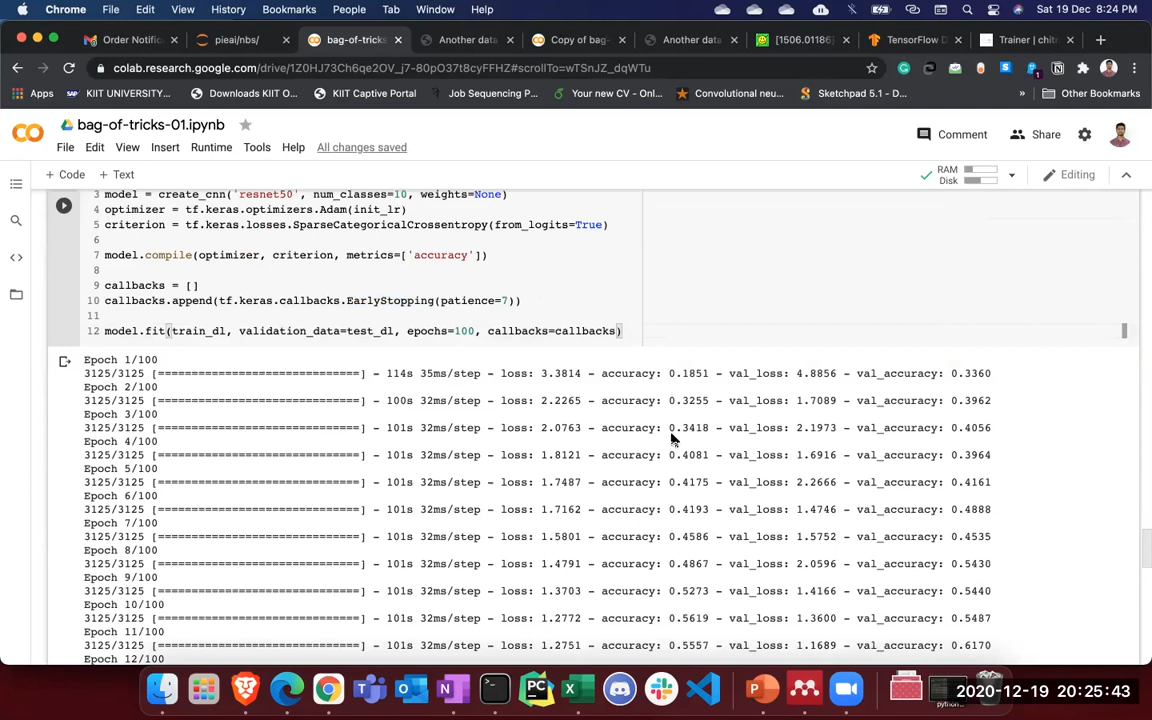 Chrome File Edit View History Bookmarks People Tab Window Help Sat 19 Dec 8:24 PM
Order Notific pieai/nbs/ bag-of-tricks Another data Copy of bag- Another data [1506.01186] TensorFlow D Trainer | chitr
colab.research.google.com/drive/1Z0HJ73Ch6qe2OV_j7-80pO37t8cyFFHZ#scrollTo=wTSnJZ_dqWTu
Apps KIIT UNIVERSITY... Downloads KIIT O... KIIT Captive Portal Job Sequencing P... Your new CV - Onl... Convolutional neu... Sketchpad 5.1 - D... » Other Bookmarks
CO bag-of-tricks-01.ipynb
Comment Share
File Edit View Insert Runtime Tools Help All changes saved
+ Code + Text RAM Disk Editing
3 model = create_cnn('resnet50', num_classes=10, weights=None)
4 optimizer = tf.keras.optimizers.Adam(init_lr)
5 criterion = tf.keras.losses.SparseCategoricalCrossentropy(from_logits=True)
6
7 model.compile(optimizer, criterion, metrics=['accuracy'])
8
9 callbacks = []
10 callbacks.append(tf.keras.callbacks.EarlyStopping(patience=7))
11
12 model.fit(train_dl, validation_data=test_dl, epochs=100, callbacks=callbacks)
Epoch 1/100
3125/3125 [==============================] - 114s 35ms/step - loss: 3.3814 - accuracy: 0.1851 - val_loss: 4.8856 - val_accuracy: 0.3360
Epoch 2/100
3125/3125 [==============================] - 100s 32ms/step - loss: 2.2265 - accuracy: 0.3255 - val_loss: 1.7089 - val_accuracy: 0.3962
Epoch 3/100
3125/3125 [==============================] - 101s 32ms/step - loss: 2.0763 - accuracy: 0.3418 - val_loss: 2.1973 - val_accuracy: 0.4056
Epoch 4/100
3125/3125 [==============================] - 101s 32ms/step - loss: 1.8121 - accuracy: 0.4081 - val_loss: 1.6916 - val_accuracy: 0.3964
Epoch 5/100
3125/3125 [==============================] - 101s 32ms/step - loss: 1.7487 - accuracy: 0.4175 - val_loss: 2.2666 - val_accuracy: 0.4161
Epoch 6/100
3125/3125 [==============================] - 101s 32ms/step - loss: 1.7162 - accuracy: 0.4193 - val_loss: 1.4746 - val_accuracy: 0.4888
Epoch 7/100
3125/3125 [==============================] - 101s 32ms/step - loss: 1.5801 - accuracy: 0.4586 - val_loss: 1.5752 - val_accuracy: 0.4535
Epoch 8/100
3125/3125 [==============================] - 101s 32ms/step - loss: 1.4791 - accuracy: 0.4867 - val_loss: 2.0596 - val_accuracy: 0.5430
Epoch 9/100
3125/3125 [==============================] - 101s 32ms/step - loss: 1.3703 - accuracy: 0.5273 - val_loss: 1.4166 - val_accuracy: 0.5440
Epoch 10/100
3125/3125 [==============================] - 101s 32ms/step - loss: 1.2772 - accuracy: 0.5619 - val_loss: 1.3600 - val_accuracy: 0.5487
Epoch 11/100
3125/3125 [==============================] - 101s 32ms/step - loss: 1.2751 - accuracy: 0.5557 - val_loss: 1.1689 - val_accuracy: 0.6170
Epoch 12/100
2020-12-19 20:25:43